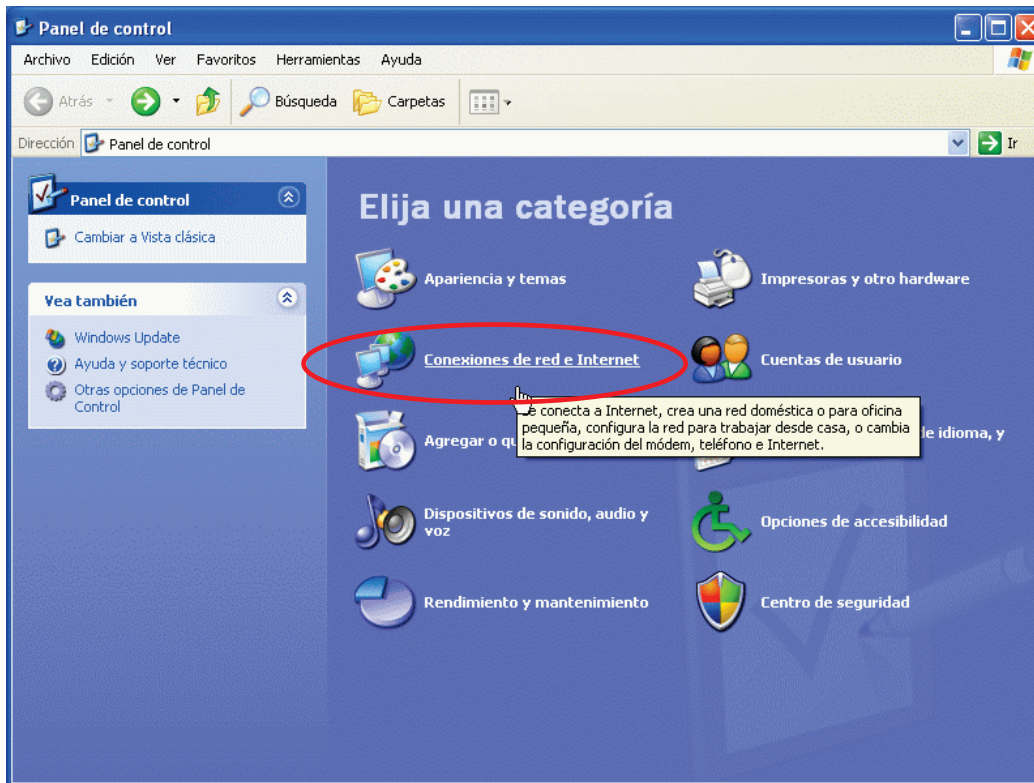 Panel de control
Archivo Edición Ver Favoritos Herramientas Ayuda
Atrás Búsqueda Carpetas
Dirección Panel de control Ir
Panel de control
Cambiar a Vista clásica
Vea también
Windows Update
Ayuda y soporte técnico
Otras opciones de Panel de
Control
Elija una categoría
Apariencia y temas
Impresoras y otro hardware
Conexiones de red e Internet
Cuentas de usuario
conecta a Internet, crea una red doméstica o para oficina
pequeña, configura la red para trabajar desde casa, o cambia
la configuración del módem, teléfono e Internet.
Agregar o
idioma, y
Dispositivos de sonido, audio y
voz
Opciones de accesibilidad
Rendimiento y mantenimiento
Centro de seguridad